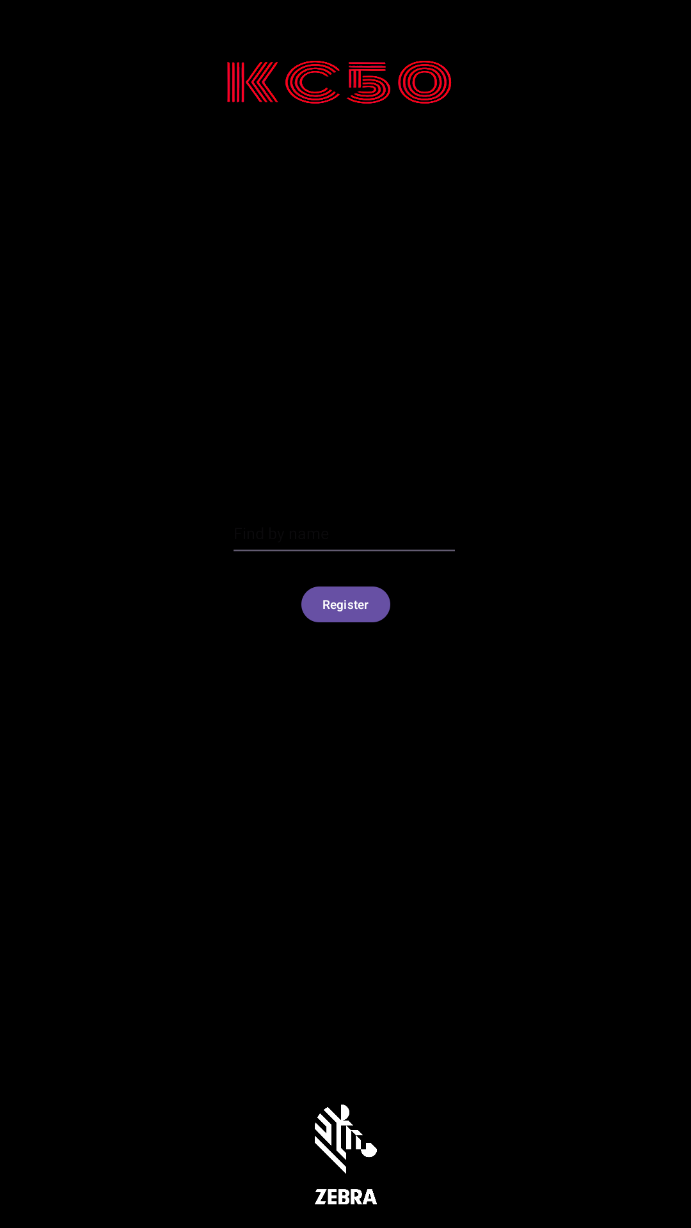 KC50
Find by name
Register
ZEBRA